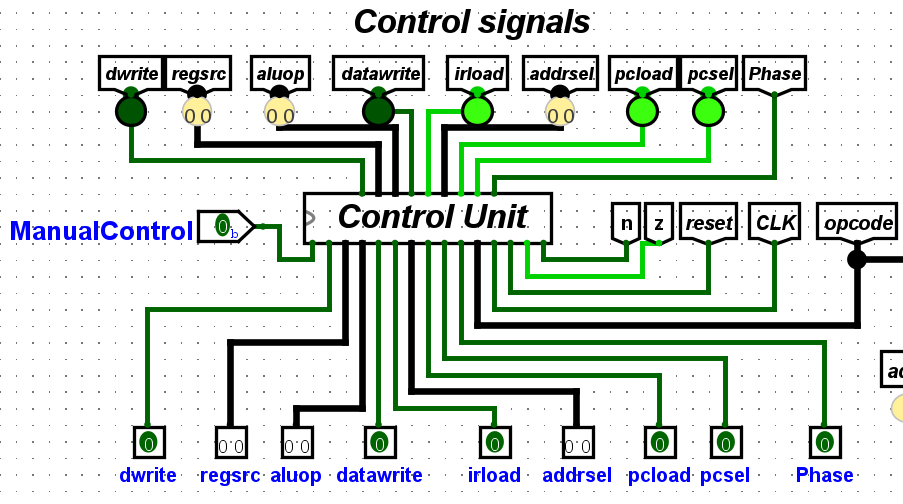 Control signals
dwrite regsrc aluop datawrite irload addrsel pcload pcsel Phase
0 0 0 0 0 0
ManualControl 0 b Control Unit n z reset CLK opcode
0 0 0 0 0 0 0 0 0 0 0 0
dwrite regsrc aluop datawrite irload addrsel pcload pcsel Phase